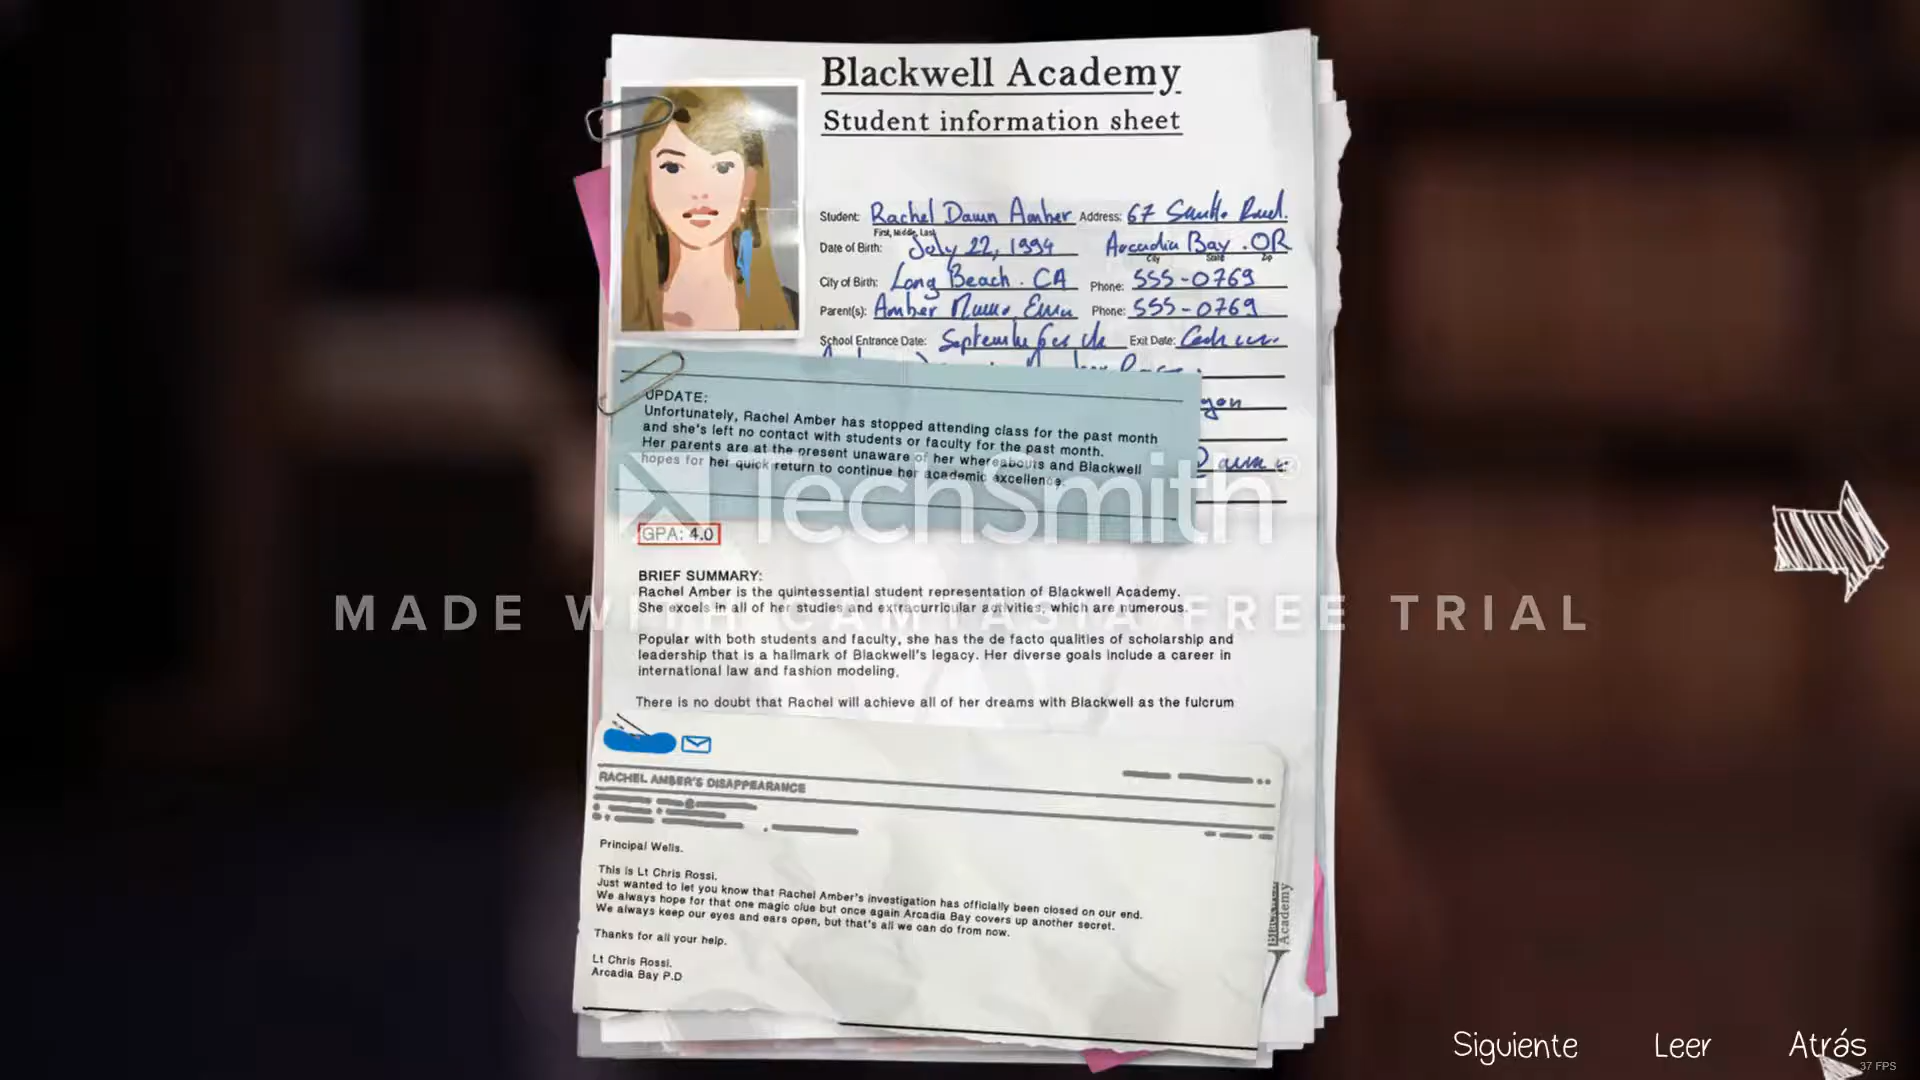 Blackwell Academy
Student information sheet
Student: Rachel Dawn Amber Address: 67
First, Middle, Last
Date of Birth: July 22, 1994 Arcadia Bay . OR
City State Zip
City of Birth: Long Beach . CA Phone: 555-0769
Parent(s): Amber Phone: 555-0769
School Entrance Date: Exit Date:
UPDATE:
Unfortunately, Rachel Amber has stopped attending class for the past month
and she's left no contact with students or faculty for the past month.
Her parents are at the present unaware of her whereabouts and Blackwell
hopes for her quick return to continue her academic excellence.
TechSmith®
GPA: 4.0
BRIEF SUMMARY:
Rachel Amber is the quintessential student representation of Blackwell Academy.
She excels in all of her studies and extracurricular activities, which are numerous.
MADE WITH CAMTASIA FREE TRIAL
Popular with both students and faculty, she has the de facto qualities of scholarship and
leadership that is a hallmark of Blackwell's legacy. Her diverse goals include a career in
international law and fashion modeling.
There is no doubt that Rachel will achieve all of her dreams with Blackwell as the fulcrum
RACHEL AMBER'S DISAPPEARANCE
Principal Wells.
This is Lt Chris Rossi.
Just wanted to let you know that Rachel Amber's investigation has officially been closed on our end.
We always hope for that one magic clue but once again Arcadia Bay covers up another secret.
We always keep our eyes and ears open, but that's all we can do from now.
Thanks for all your help.
Lt Chris Rossi.
Arcadia Bay P.D
Academy
Siguiente Leer Atrás
37 FPS